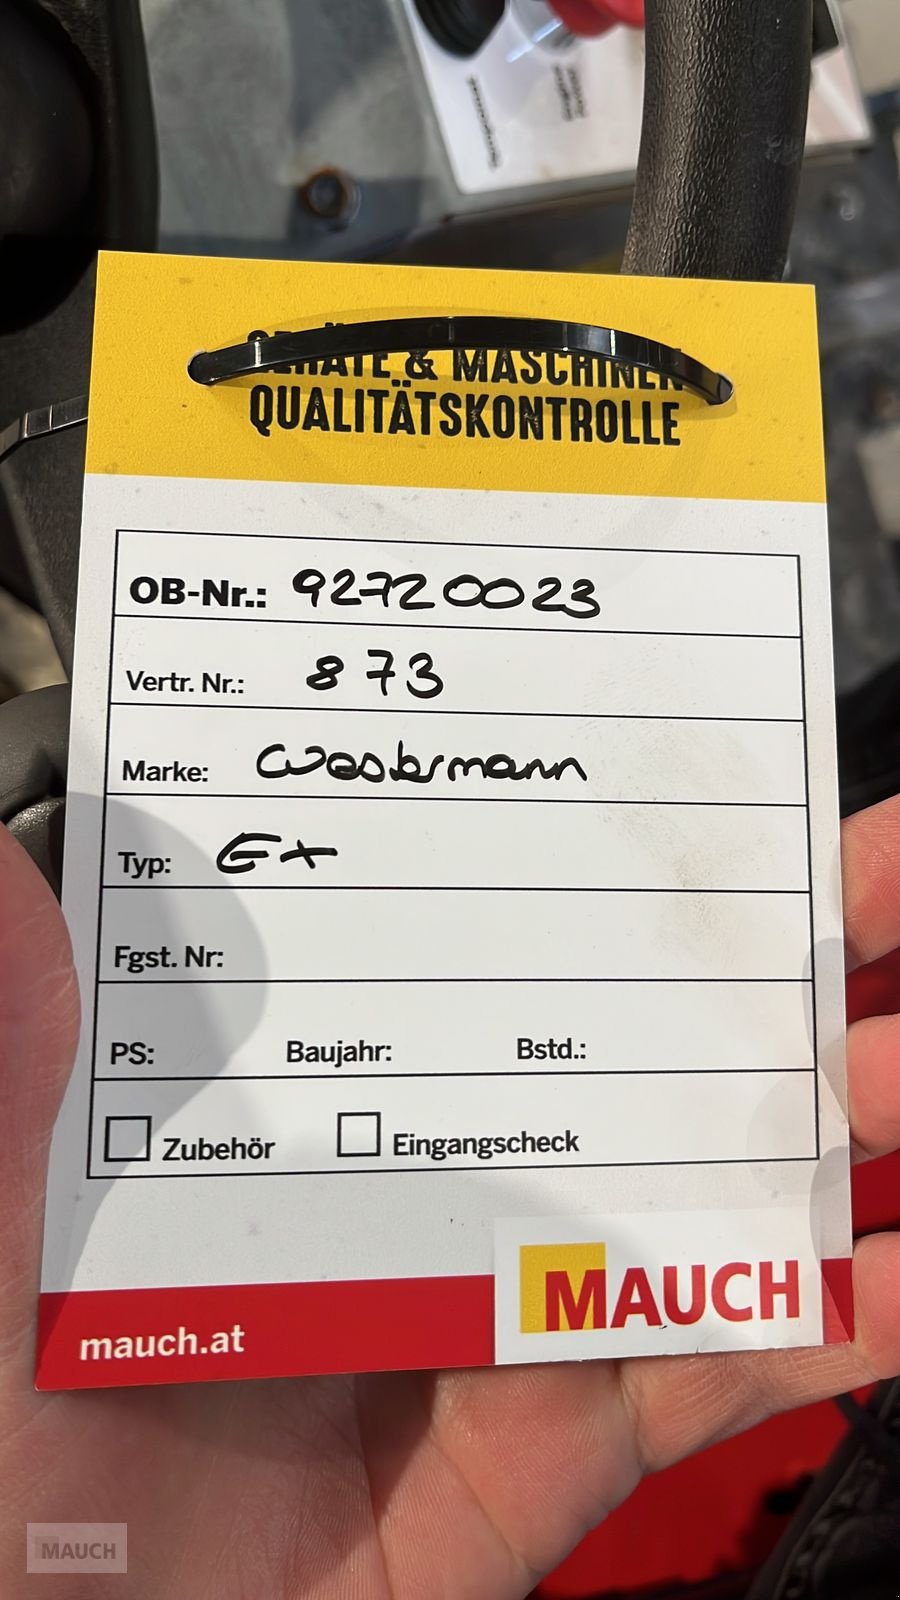 GERÄTE & MASCHINEN
QUALITÄTSKONTROLLE
OB-Nr.: 92720023
Vertr. Nr.: 873
Marke: Westermann
Typ: E+
Fgst. Nr:
PS: Baujahr: Bstd.:
Zubehör Eingangscheck
MAUCH
mauch.at
MAUCH